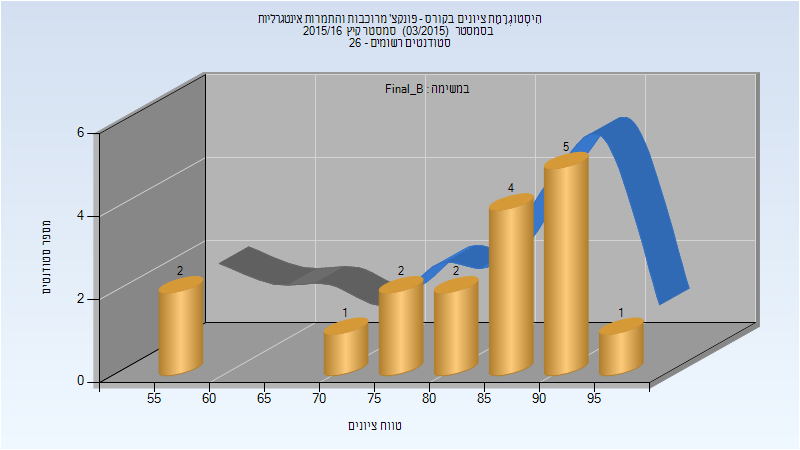 היסטוגרמת ציונים בקורס - פונקצ' מרוכבות והתמרות אינטגרליות
בסמסטר (03/2015) סמסטר קיץ 2015/16
סטודנטים רשומים - 26
במשימה : Final_B
מספר סטודנטים
6
4
2
0
2
1
2
2
4
5
1
55 60 65 70 75 80 85 90 95
טווח ציונים